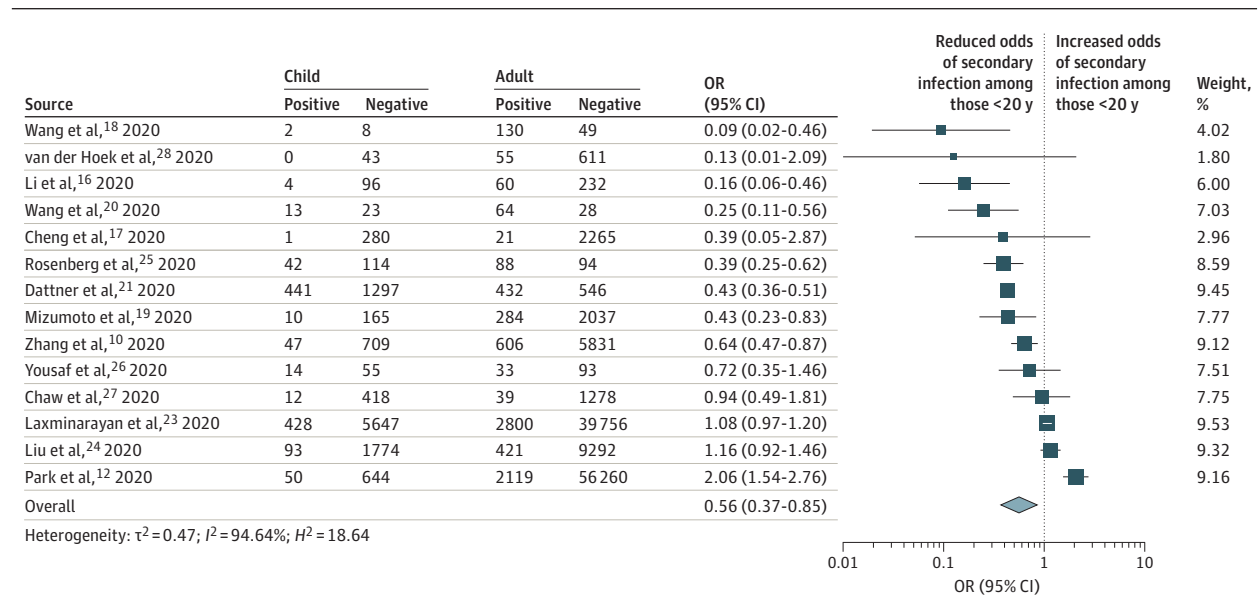 Reduced odds of secondary infection among those <20 y
Increased odds of secondary infection among those <20 y
Child Adult OR (95% CI) Weight, %
Source Positive Negative Positive Negative
Wang et al,18 2020 2 8 130 49 0.09 (0.02-0.46) 4.02
van der Hoek et al,28 2020 0 43 55 611 0.13 (0.01-2.09) 1.80
Li et al,16 2020 4 96 60 232 0.16 (0.06-0.46) 6.00
Wang et al,20 2020 13 23 64 28 0.25 (0.11-0.56) 7.03
Cheng et al,17 2020 1 280 21 2265 0.39 (0.05-2.87) 2.96
Rosenberg et al,25 2020 42 114 88 94 0.39 (0.25-0.62) 8.59
Dattner et al,21 2020 441 1297 432 546 0.43 (0.36-0.51) 9.45
Mizumoto et al,19 2020 10 165 284 2037 0.43 (0.23-0.83) 7.77
Zhang et al,10 2020 47 709 606 5831 0.64 (0.47-0.87) 9.12
Yousaf et al,26 2020 14 55 33 93 0.72 (0.35-1.46) 7.51
Chaw et al,27 2020 12 418 39 1278 0.94 (0.49-1.81) 7.75
Laxminarayan et al,23 2020 428 5647 2800 39 756 1.08 (0.97-1.20) 9.53
Liu et al,24 2020 93 1774 421 9292 1.16 (0.92-1.46) 9.32
Park et al,12 2020 50 644 2119 56 260 2.06 (1.54-2.76) 9.16
Overall 0.56 (0.37-0.85)
Heterogeneity: τ2 = 0.47; I2 = 94.64%; H2 = 18.64
0.01 0.1 1 10
OR (95% CI)